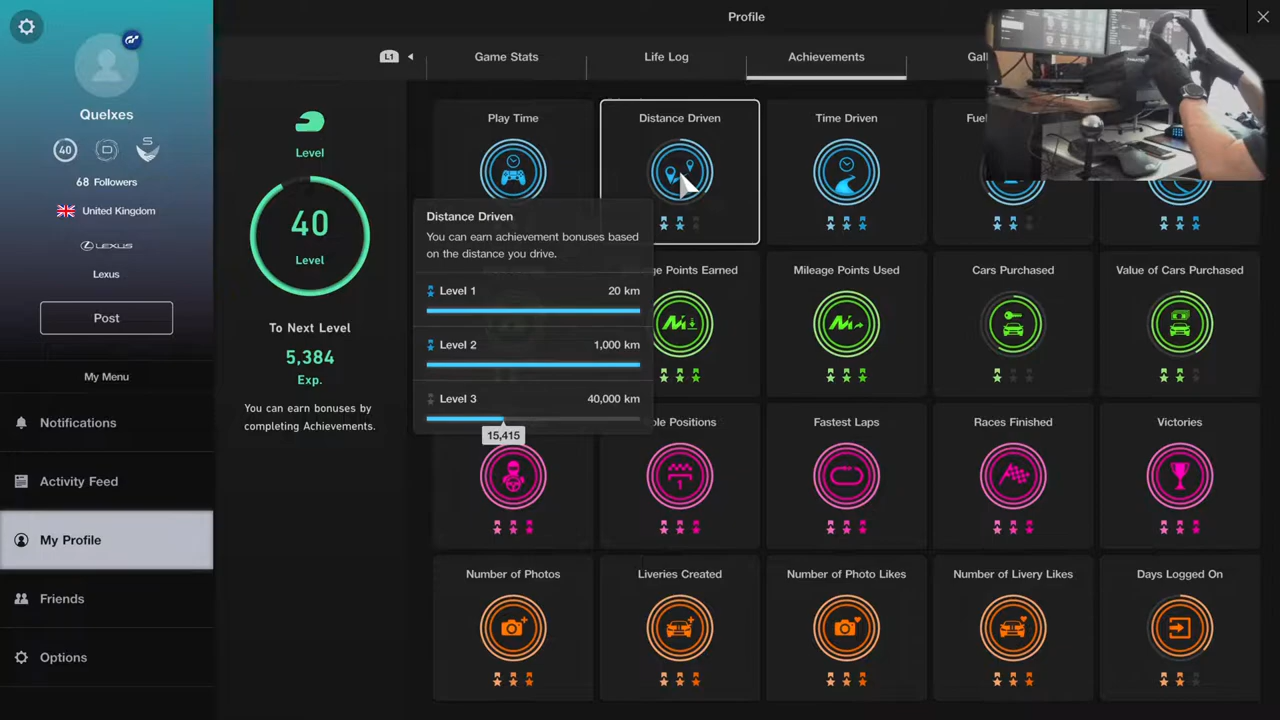 Profile
L1
Game Stats
Life Log
Achievements
Gall
Quelxes
40
D
S
68 Followers
United Kingdom
LEXUS
Lexus
Post
My Menu
Notifications
Activity Feed
My Profile
Friends
Options
Level
40
Level
To Next Level
5,384
Exp.
You can earn bonuses by
completing Achievements.
Play Time
Distance Driven
Time Driven
Fue
Distance Driven
You can earn achievement bonuses based
on the distance you drive.
Level 1
20 km
Level 2
1,000 km
Level 3
40,000 km
15,415
ge Points Earned
Mileage Points Used
Cars Purchased
Value of Cars Purchased
ole Positions
Fastest Laps
Races Finished
Victories
1
Number of Photos
Liveries Created
Number of Photo Likes
Number of Livery Likes
Days Logged On